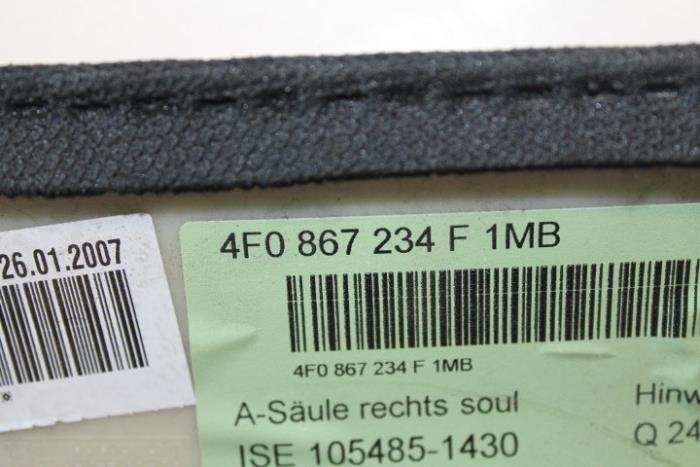 26.01.2007
4F0 867 234 F 1MB
4F0 867 234 F 1MB
A-Säule rechts soul
ISE 105485-1430
Hinw
Q 24